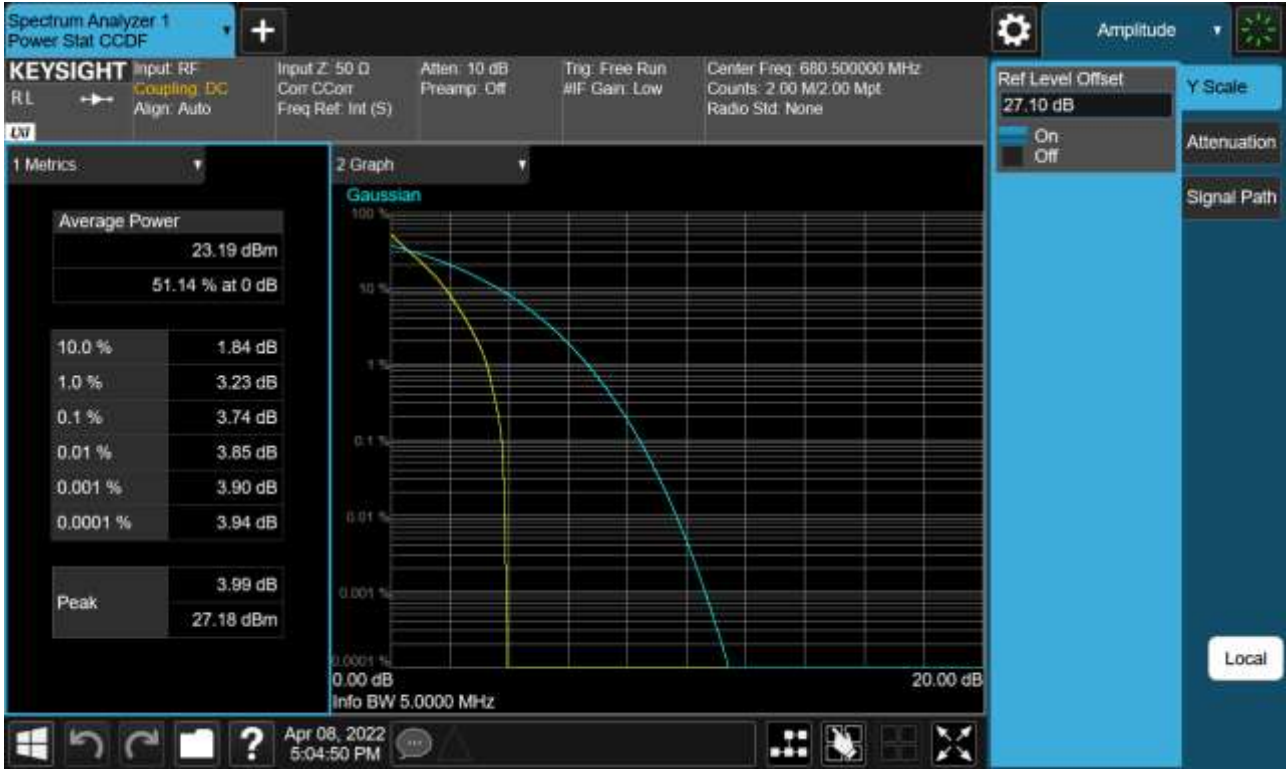 Spectrum Analyzer 1
Power Stat CCDF
Amplitude
KEYSIGHT
RL
LXI
Input: RF
Coupling: DC
Align: Auto
Input Z: 50 Ω
Corr CCorr
Freq Ref: Int (S)
Atten: 10 dB
Preamp: Off
Trig: Free Run
#IF Gain: Low
Center Freq: 680.500000 MHz
Counts: 2.00 M/2.00 Mpt
Radio Std: None
Ref Level Offset
27.10 dB
On
Off
Y Scale
Attenuation
Signal Path
1 Metrics
Average Power
23.19 dBm
51.14 % at 0 dB
10.0 % 1.84 dB
1.0 % 3.23 dB
0.1 % 3.74 dB
0.01 % 3.85 dB
0.001 % 3.90 dB
0.0001 % 3.94 dB
Peak
3.99 dB
27.18 dBm
2 Graph
Gaussian
100 %
10 %
1 %
0.1 %
0.01 %
0.001 %
0.0001 %
0.00 dB
20.00 dB
Info BW 5.0000 MHz
Local
?
Apr 08, 2022
5:04:50 PM